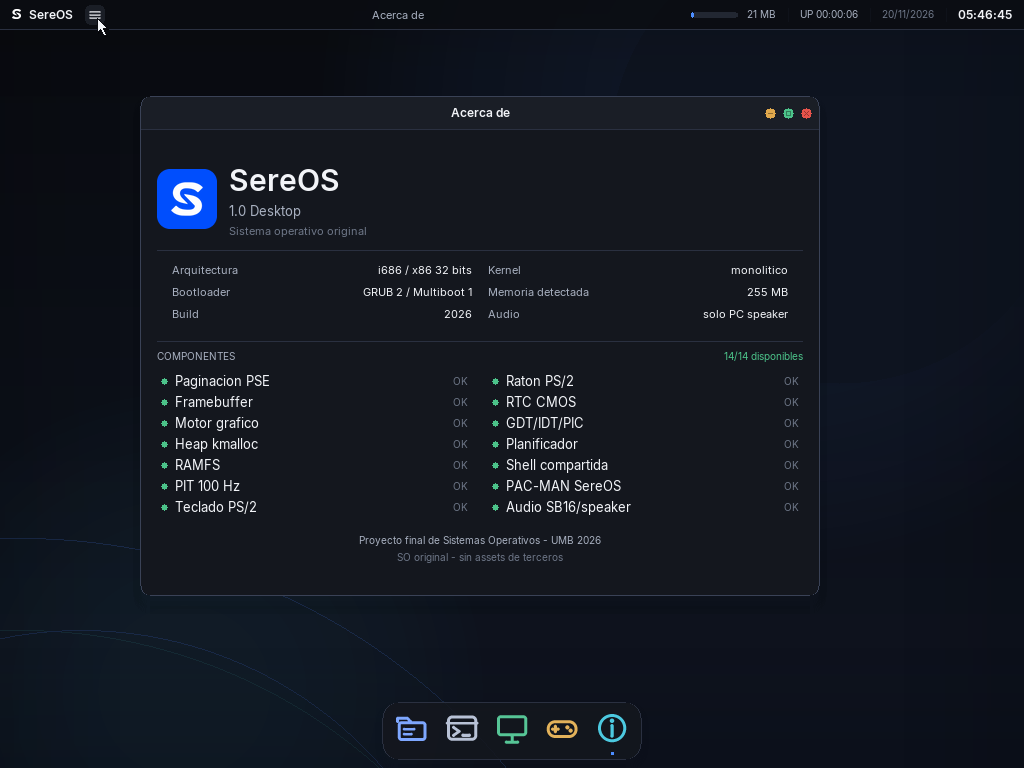 S SereOS Acerca de 21 MB UP 00:00:06 20/11/2026 05:46:45
Acerca de
S
SereOS
1.0 Desktop
Sistema operativo original
Arquitectura i686 / x86 32 bits Kernel monolitico
Bootloader GRUB 2 / Multiboot 1 Memoria detectada 255 MB
Build 2026 Audio solo PC speaker
COMPONENTES 14/14 disponibles
Paginacion PSE OK Raton PS/2 OK
Framebuffer OK RTC CMOS OK
Motor grafico OK GDT/IDT/PIC OK
Heap kmalloc OK Planificador OK
RAMFS OK Shell compartida OK
PIT 100 Hz OK PAC-MAN SereOS OK
Teclado PS/2 OK Audio SB16/speaker OK
Proyecto final de Sistemas Operativos - UMB 2026
SO original - sin assets de terceros